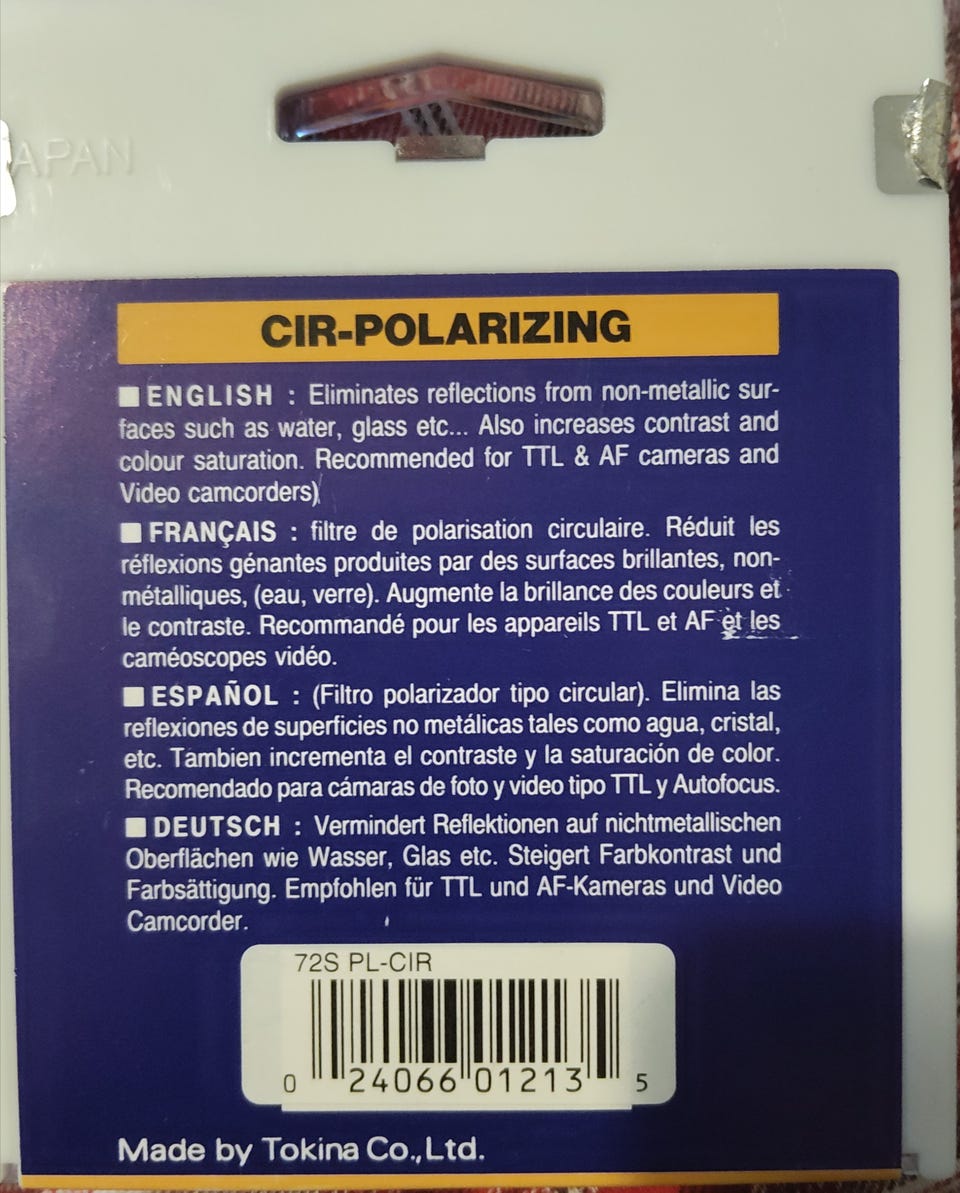 JAPAN
CIR-POLARIZING
■ ENGLISH : Eliminates reflections from non-metallic sur-
faces such as water, glass etc... Also increases contrast and
colour saturation. Recommended for TTL & AF cameras and
Video camcorders)
■ FRANÇAIS : filtre de polarisation circulaire. Réduit les
réflexions génantes produites par des surfaces brillantes, non-
métalliques, (eau, verre). Augmente la brillance des couleurs et
le contraste. Recommandé pour les appareils TTL et AF et les
caméoscopes vidéo.
■ ESPAÑOL : (Filtro polarizador tipo circular). Elimina las
reflexiones de superficies no metálicas tales como agua, cristal,
etc. Tambien incrementa el contraste y la saturación de color.
Recomendado para cámaras de foto y video tipo TTL y Autofocus.
■ DEUTSCH : Vermindert Reflektionen auf nichtmetallischen
Oberflächen wie Wasser, Glas etc. Steigert Farbkontrast und
Farbsättigung. Empfohlen für TTL und AF-Kameras und Video
Camcorder.
72S PL-CIR
0 24066 01213 5
Made by Tokina Co.,Ltd.